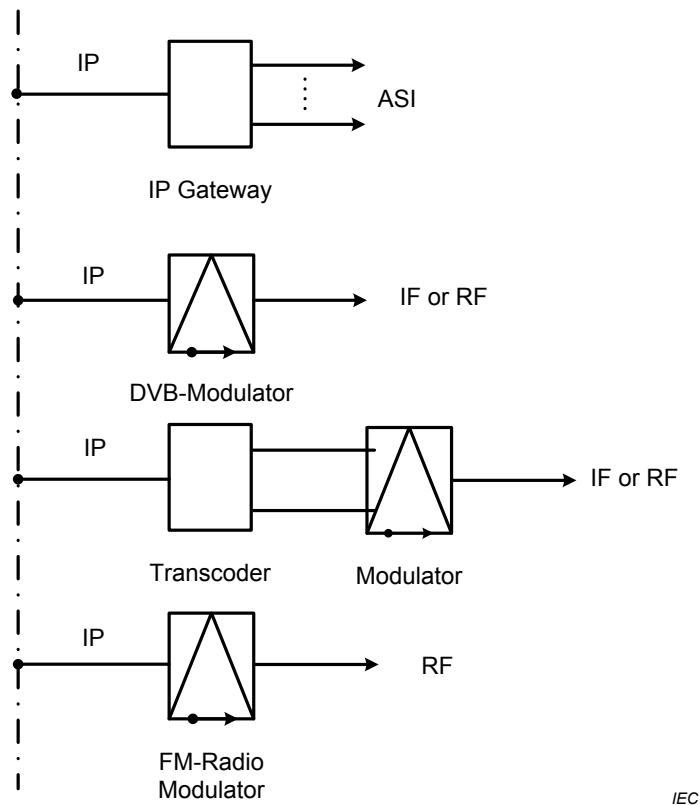 IP
ASI
IP Gateway
IP
IF or RF
DVB-Modulator
IP
IF or RF
Transcoder
Modulator
IP
RF
FM-Radio
Modulator
IEC